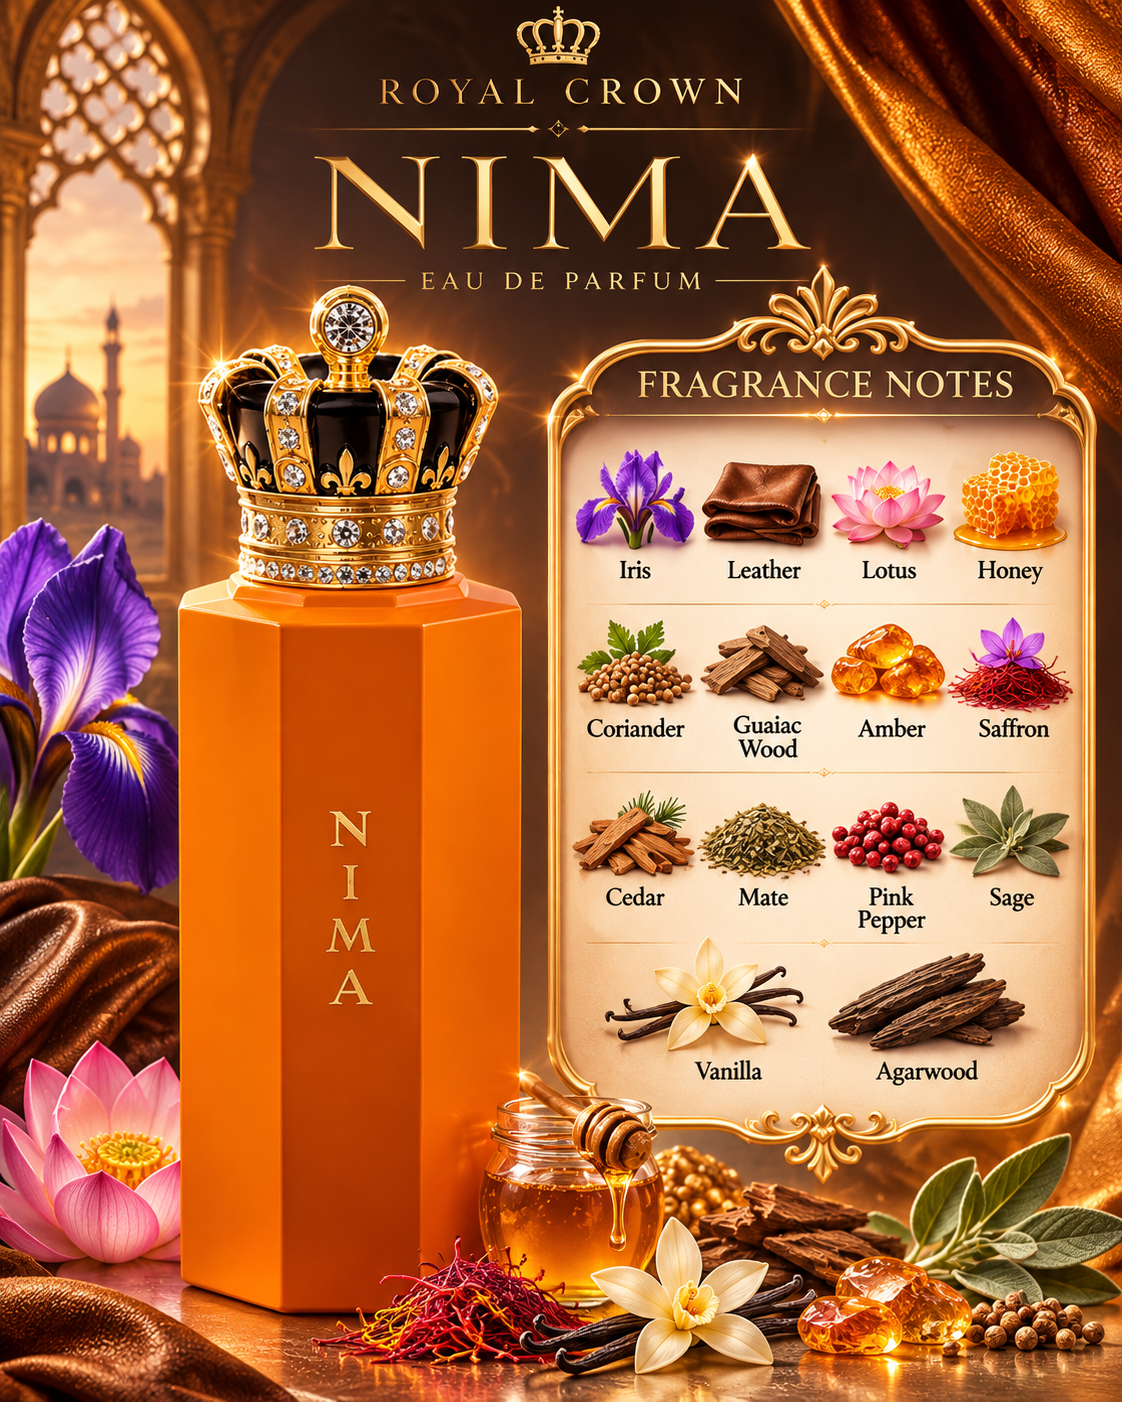 ROYAL CROWN
NIMA
EAU DE PARFUM
FRAGRANCE NOTES
Iris
Leather
Lotus
Honey
Coriander
Guaiac
Wood
Amber
Saffron
Cedar
Mate
Pink
Pepper
Sage
Vanilla
Agarwood
N
I
M
A